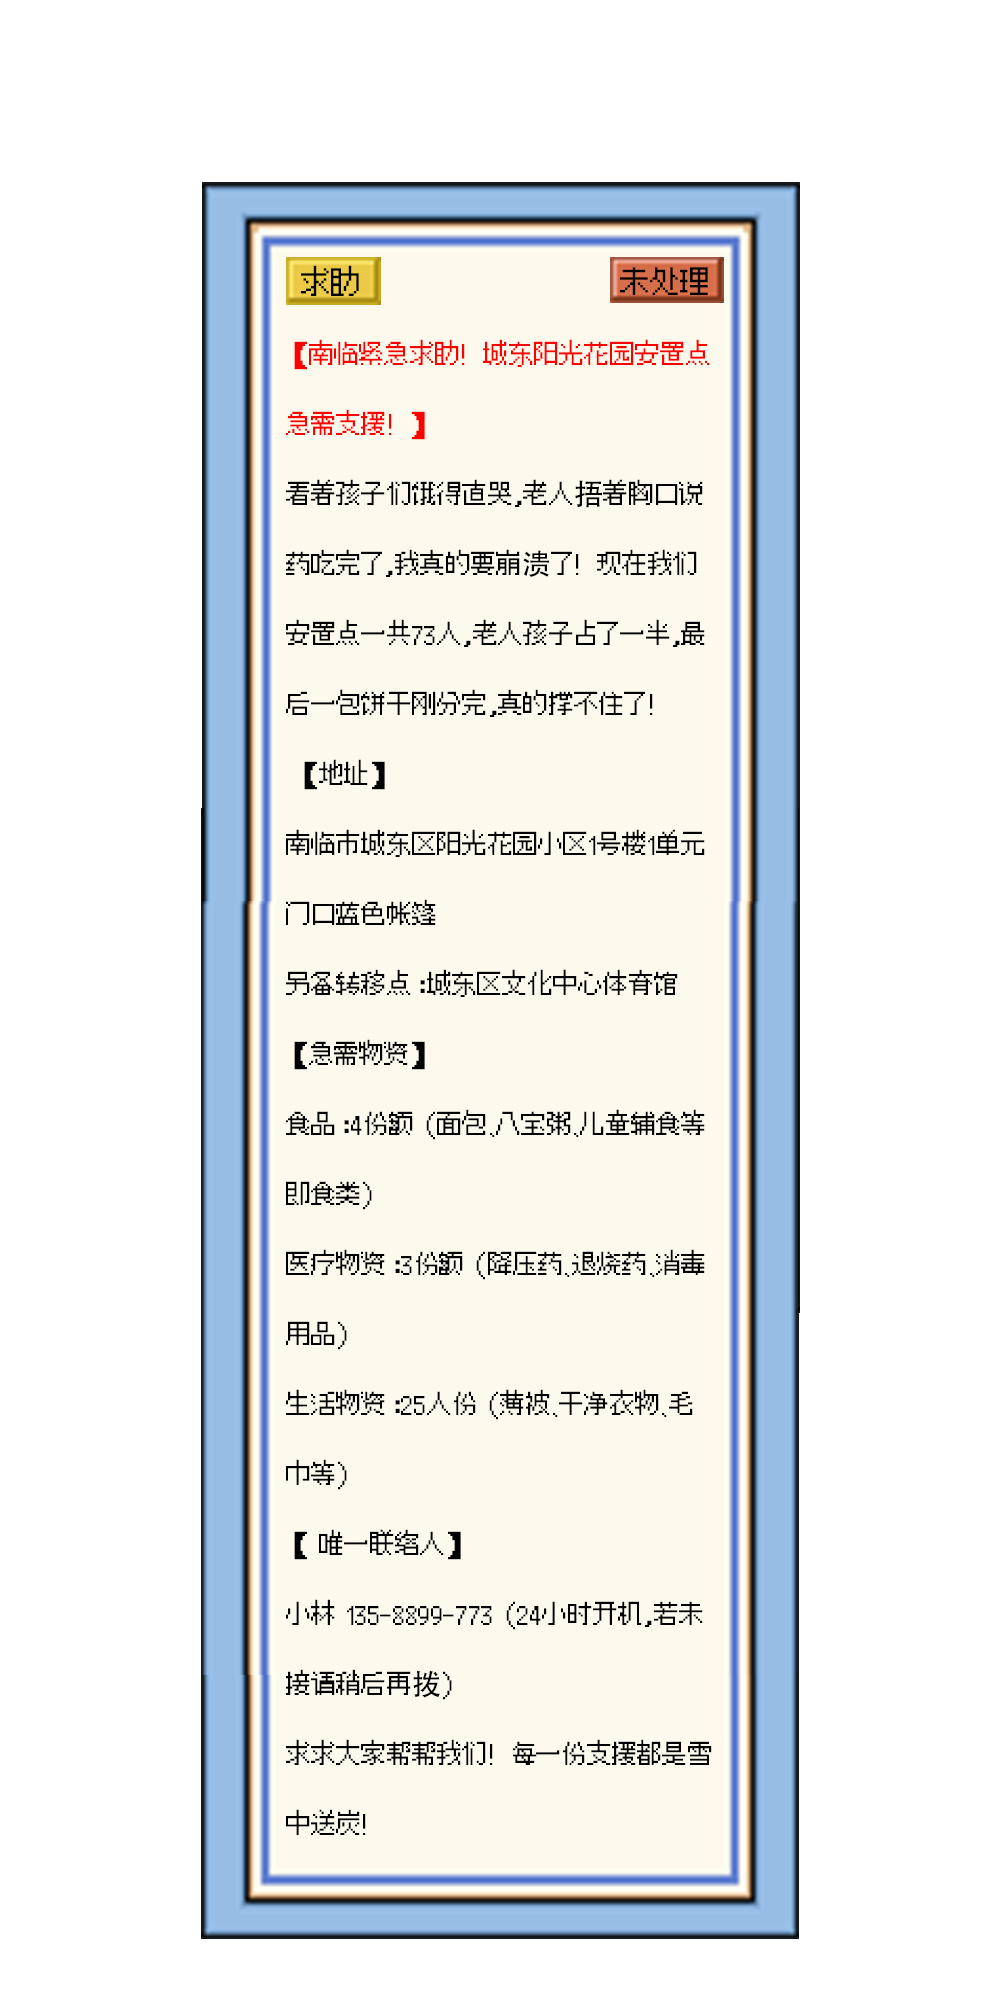 求助
未处理
【南临紧急求助！城东阳光花园安置点
急需支援！】
看着孩子们饿得直哭,老人捂着胸口说
药吃完了,我真的要崩溃了！现在我们
安置点一共73人,老人孩子占了一半,最
后一包饼干刚分完,真的撑不住了！
【地址】
南临市城东区阳光花园小区1号楼1单元
门口蓝色帐篷
另备转移点:城东区文化中心体育馆
【急需物资】
食品:4份额（面包、八宝粥、儿童辅食等
即食类）
医疗物资:3份额（降压药、退烧药、消毒
用品）
生活物资:25人份（薄被、干净衣物、毛
巾等）
【 唯一联络人】
小林 135-8899-773（24小时开机,若未
接请稍后再拨）
求求大家帮帮我们！每一份支援都是雪
中送炭！